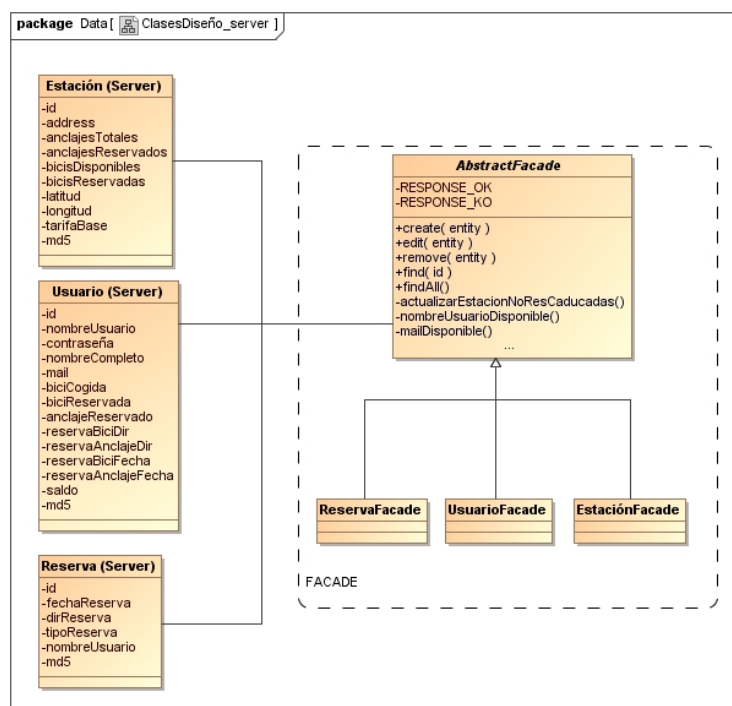 package Data [ ClasesDiseño_server ]
Estación (Server)
-id
-address
-anclajesTotales
-anclajesReservados
-bicisDisponibles
-bicisReservadas
-latitud
-longitud
-tarifaBase
-md5
Usuario (Server)
-id
-nombreUsuario
-contraseña
-nombreCompleto
-mail
-biciCogida
-biciReservada
-anclajeReservado
-reservaBiciDir
-reservaAnclajeDir
-reservaBiciFecha
-reservaAnclajeFecha
-saldo
-md5
Reserva (Server)
-id
-fechaReserva
-dirReserva
-tipoReserva
-nombreUsuario
-md5
AbstractFacade
-RESPONSE_OK
-RESPONSE_KO
+create( entity )
+edit( entity )
+remove( entity )
+find( id )
+findAll()
-actualizarEstacionNoResCaducadas()
-nombreUsuarioDisponible()
-mailDisponible()
...
ReservaFacade
UsuarioFacade
EstaciónFacade
FACADE